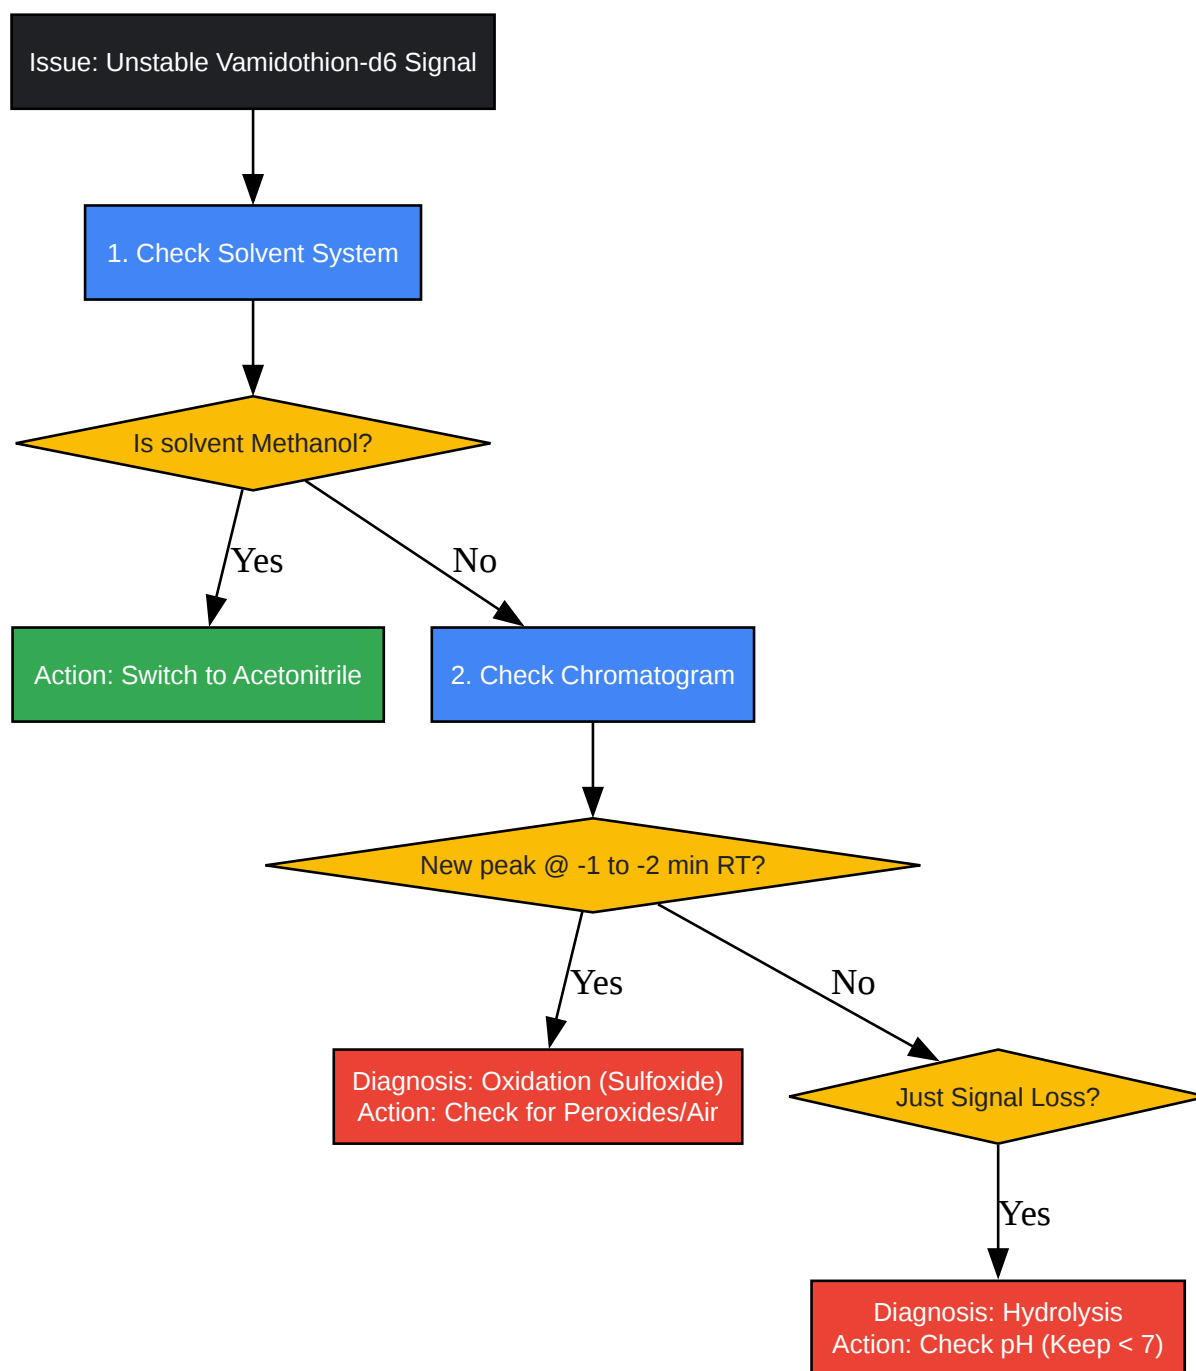 Issue: Unstable Vamidothion-d6 Signal
1. Check Solvent System
Is solvent Methanol?
Yes
No
Action: Switch to Acetonitrile
2. Check Chromatogram
New peak @ -1 to -2 min RT?
Yes
No
Diagnosis: Oxidation (Sulfoxide)
Action: Check for Peroxides/Air
Just Signal Loss?
Yes
Diagnosis: Hydrolysis
Action: Check pH (Keep < 7)